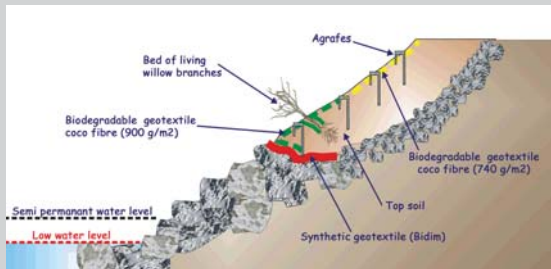 Agrafes
Bed of living
willow branches
Biodegradable geotextile
coco fibre (900 g/m2)
Biodegradable geotextile
coco fibre (740 g/m2)
Top soil
Semi permanant water level
Synthetic geotextile (Bidim)
Low water level